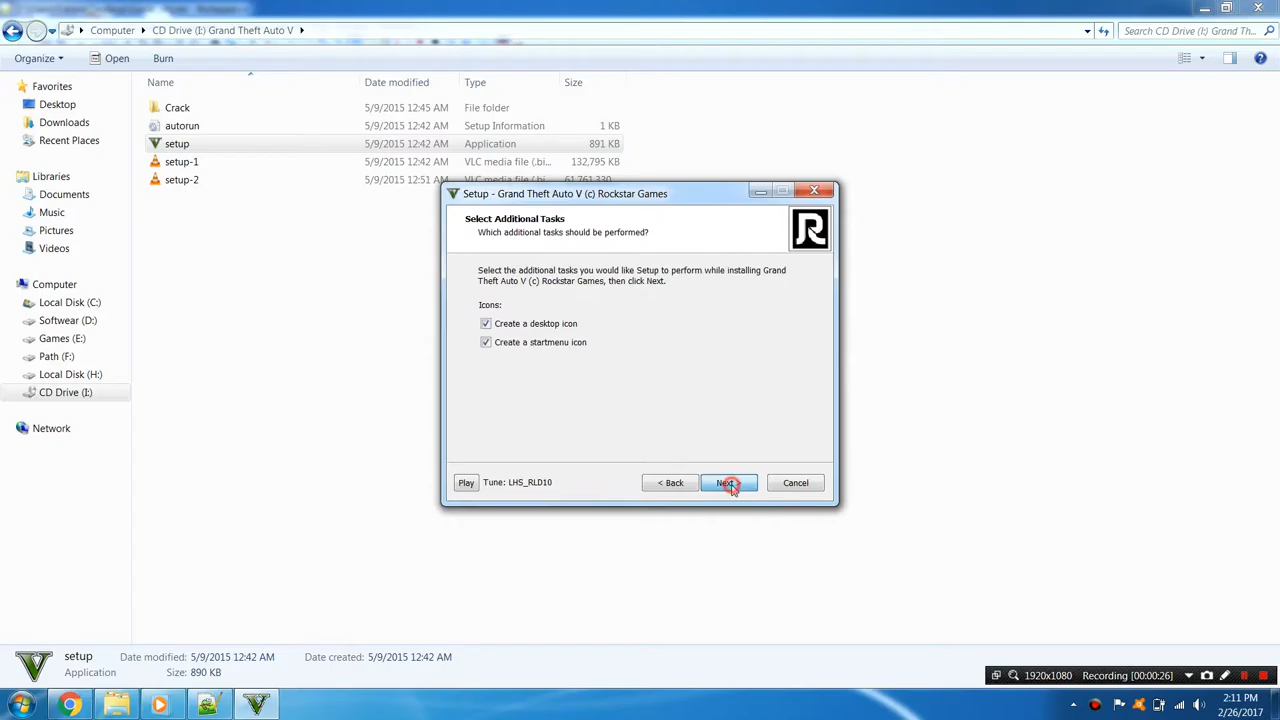 Computer ▸ CD Drive (I:) Grand Theft Auto V ▸
Search CD Drive (I:) Grand Th...
Organize Open Burn
Name Date modified Type Size
Crack 5/9/2015 12:45 AM File folder
autorun 5/9/2015 12:42 AM Setup Information 1 KB
setup 5/9/2015 12:42 AM Application 891 KB
setup-1 5/9/2015 12:42 AM VLC media file (.bi... 132,795 KB
setup-2 5/9/2015 12:51 AM VLC media file (.bi... 61,761,330
Favorites
Desktop
Downloads
Recent Places
Libraries
Documents
Music
Pictures
Videos
Computer
Local Disk (C:)
Softwear (D:)
Games (E:)
Path (F:)
Local Disk (H:)
CD Drive (I:)
Network
Setup - Grand Theft Auto V (c) Rockstar Games
Select Additional Tasks
Which additional tasks should be performed?
Select the additional tasks you would like Setup to perform while installing Grand
Theft Auto V (c) Rockstar Games, then click Next.
Icons:
Create a desktop icon
Create a startmenu icon
Play Tune: LHS_RLD10 < Back Next Cancel
setup Date modified: 5/9/2015 12:42 AM Date created: 5/9/2015 12:42 AM
Application Size: 890 KB
1920x1080 Recording [00:00:26]
2:11 PM
2/26/2017